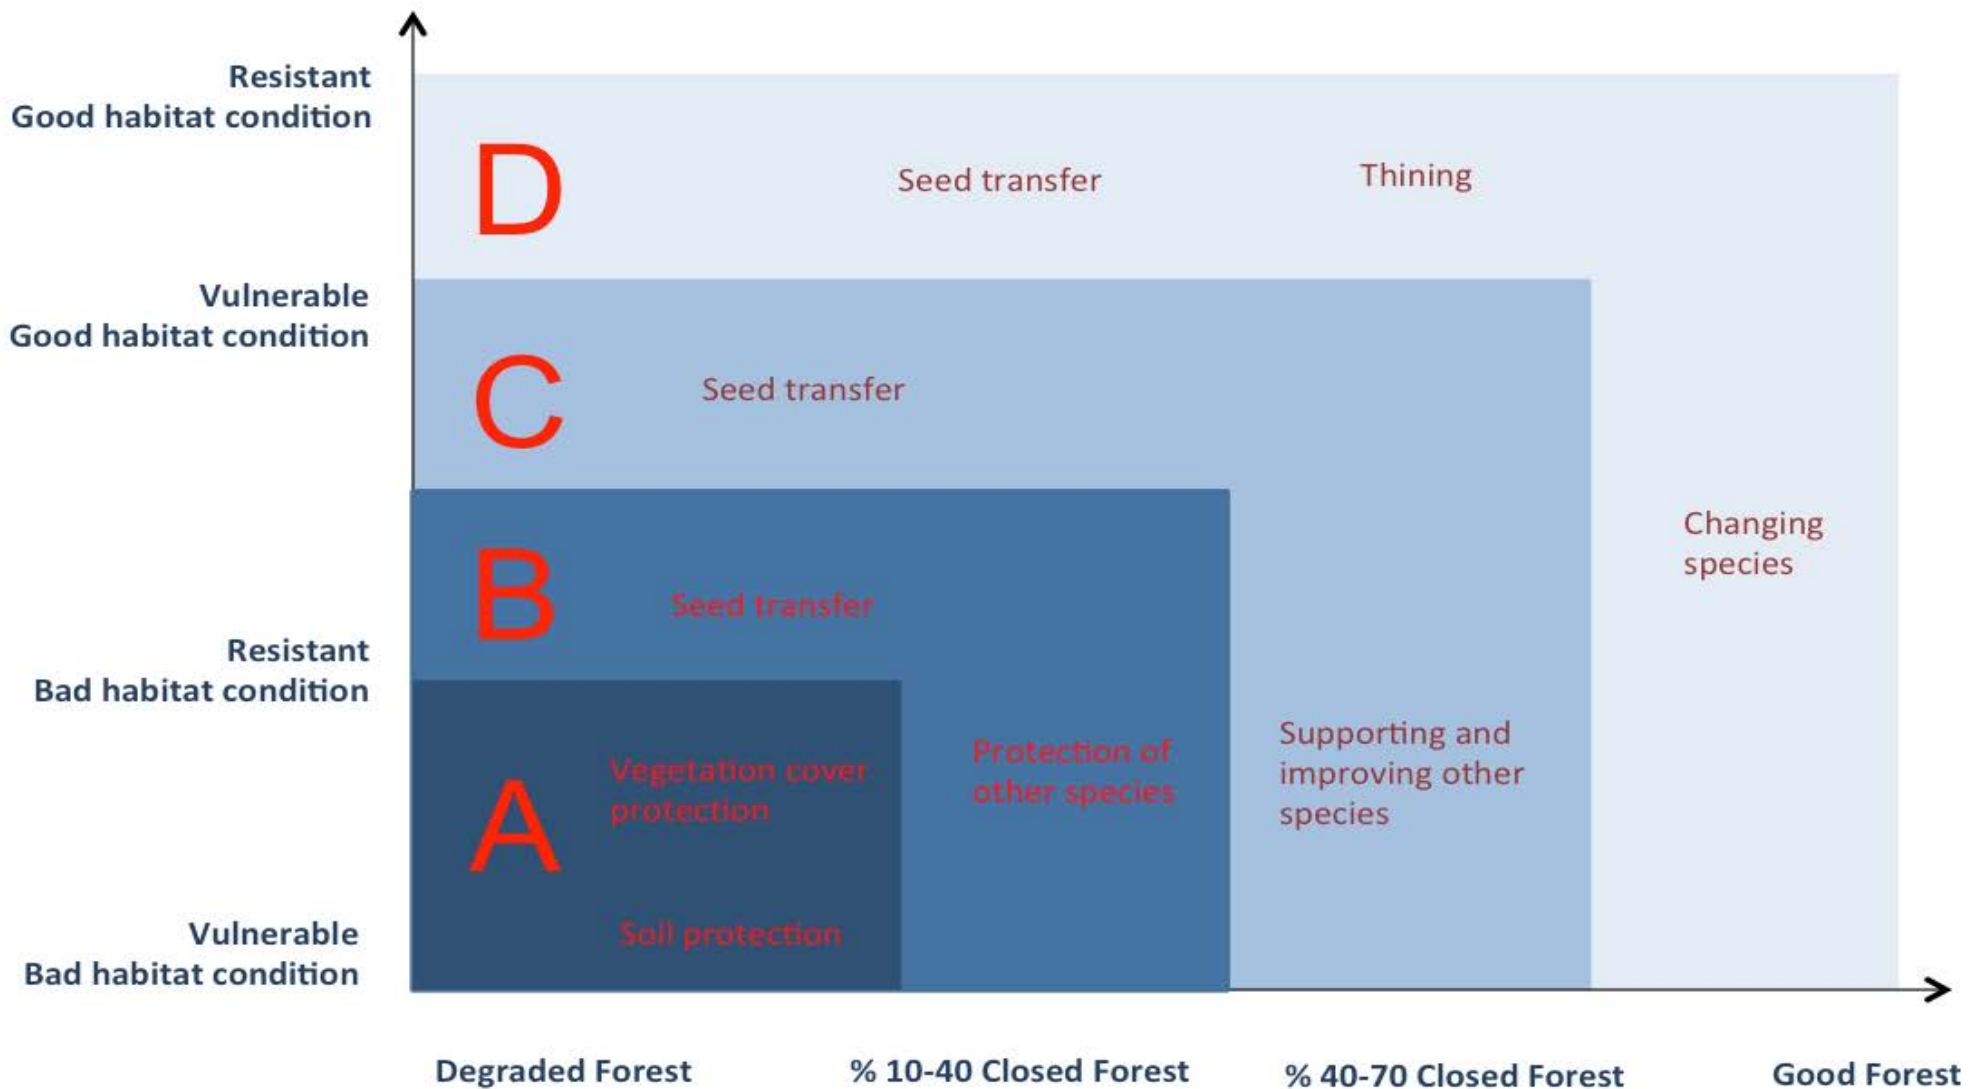 Resistant
Good habitat condition
D
Seed transfer
Thining
Vulnerable
Good habitat condition
C
Seed transfer
Changing
species
B
Seed transfer
Resistant
Bad habitat condition
A
Vegetation cover
protection
Protection of
other species
Supporting and
improving other
species
Soil protection
Vulnerable
Bad habitat condition
Degraded Forest
% 10-40 Closed Forest
% 40-70 Closed Forest
Good Forest